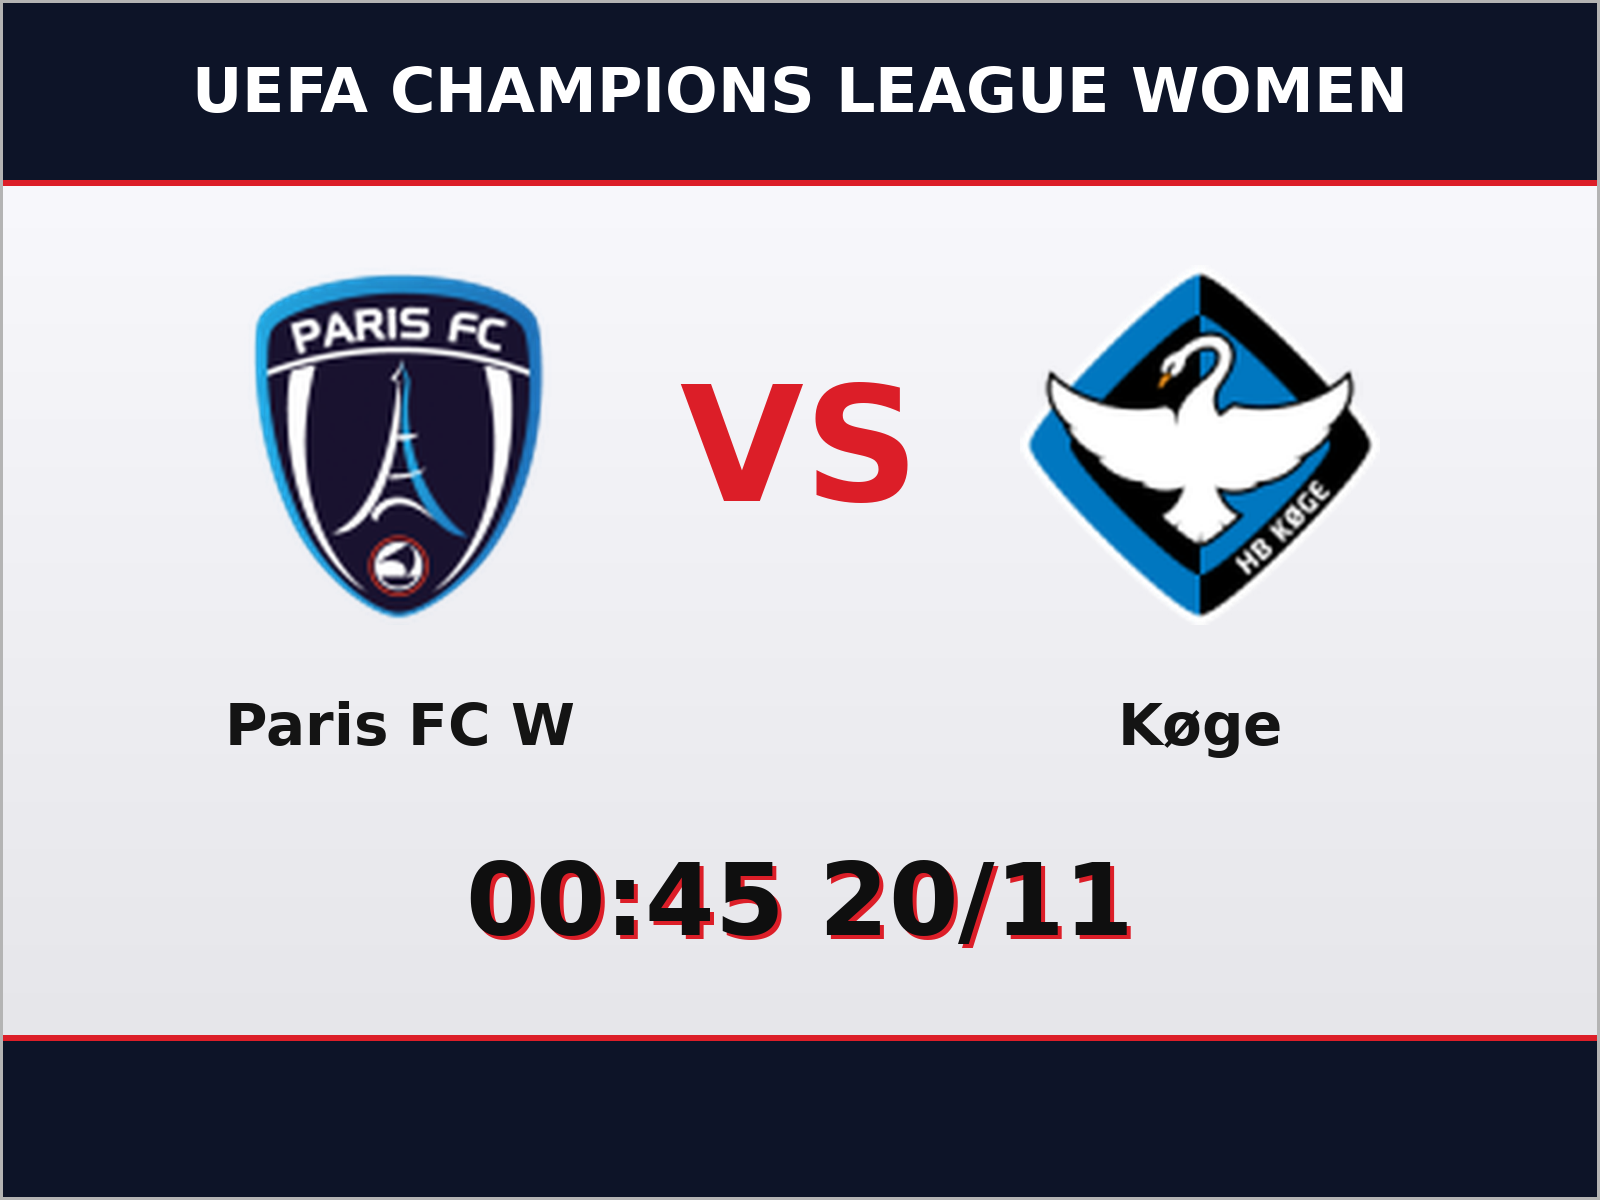 UEFA CHAMPIONS LEAGUE WOMEN
PARIS FC
VS
HB KØGE
Paris FC W
Køge
00:45 20/11